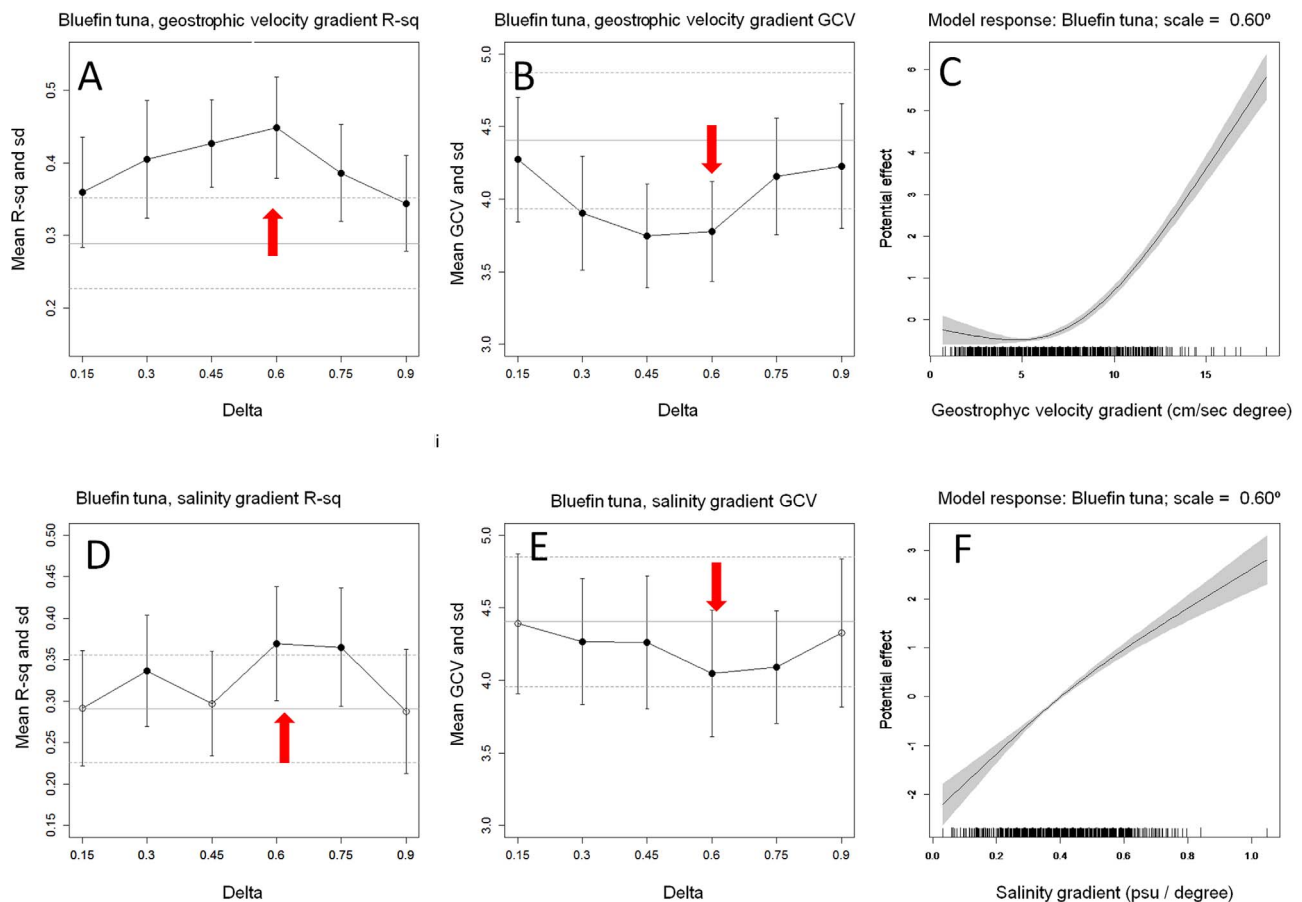 Bluefin tuna, geostrophic velocity gradient R-sq
A
Mean R-sq and sd
0.5
0.4
0.3
0.2
0.15 0.3 0.45 0.6 0.75 0.9
Delta
Bluefin tuna, geostrophic velocity gradient GCV
B
Mean GCV and sd
5.0
4.5
4.0
3.5
3.0
0.15 0.3 0.45 0.6 0.75 0.9
Delta
Model response: Bluefin tuna; scale = 0.60º
C
Potential effect
6
5
4
3
2
1
0
0 5 10 15
Geostrophyc velocity gradient (cm/sec degree)
i
Bluefin tuna, salinity gradient R-sq
D
Mean R-sq and sd
0.50
0.45
0.40
0.35
0.30
0.25
0.20
0.15
0.15 0.3 0.45 0.6 0.75 0.9
Delta
Bluefin tuna, salinity gradient GCV
E
Mean GCV and sd
5.0
4.5
4.0
3.5
3.0
0.15 0.3 0.45 0.6 0.75 0.9
Delta
Model response: Bluefin tuna; scale = 0.60º
F
Potential effect
3
2
1
0
-1
-2
0.0 0.2 0.4 0.6 0.8 1.0
Salinity gradient (psu / degree)